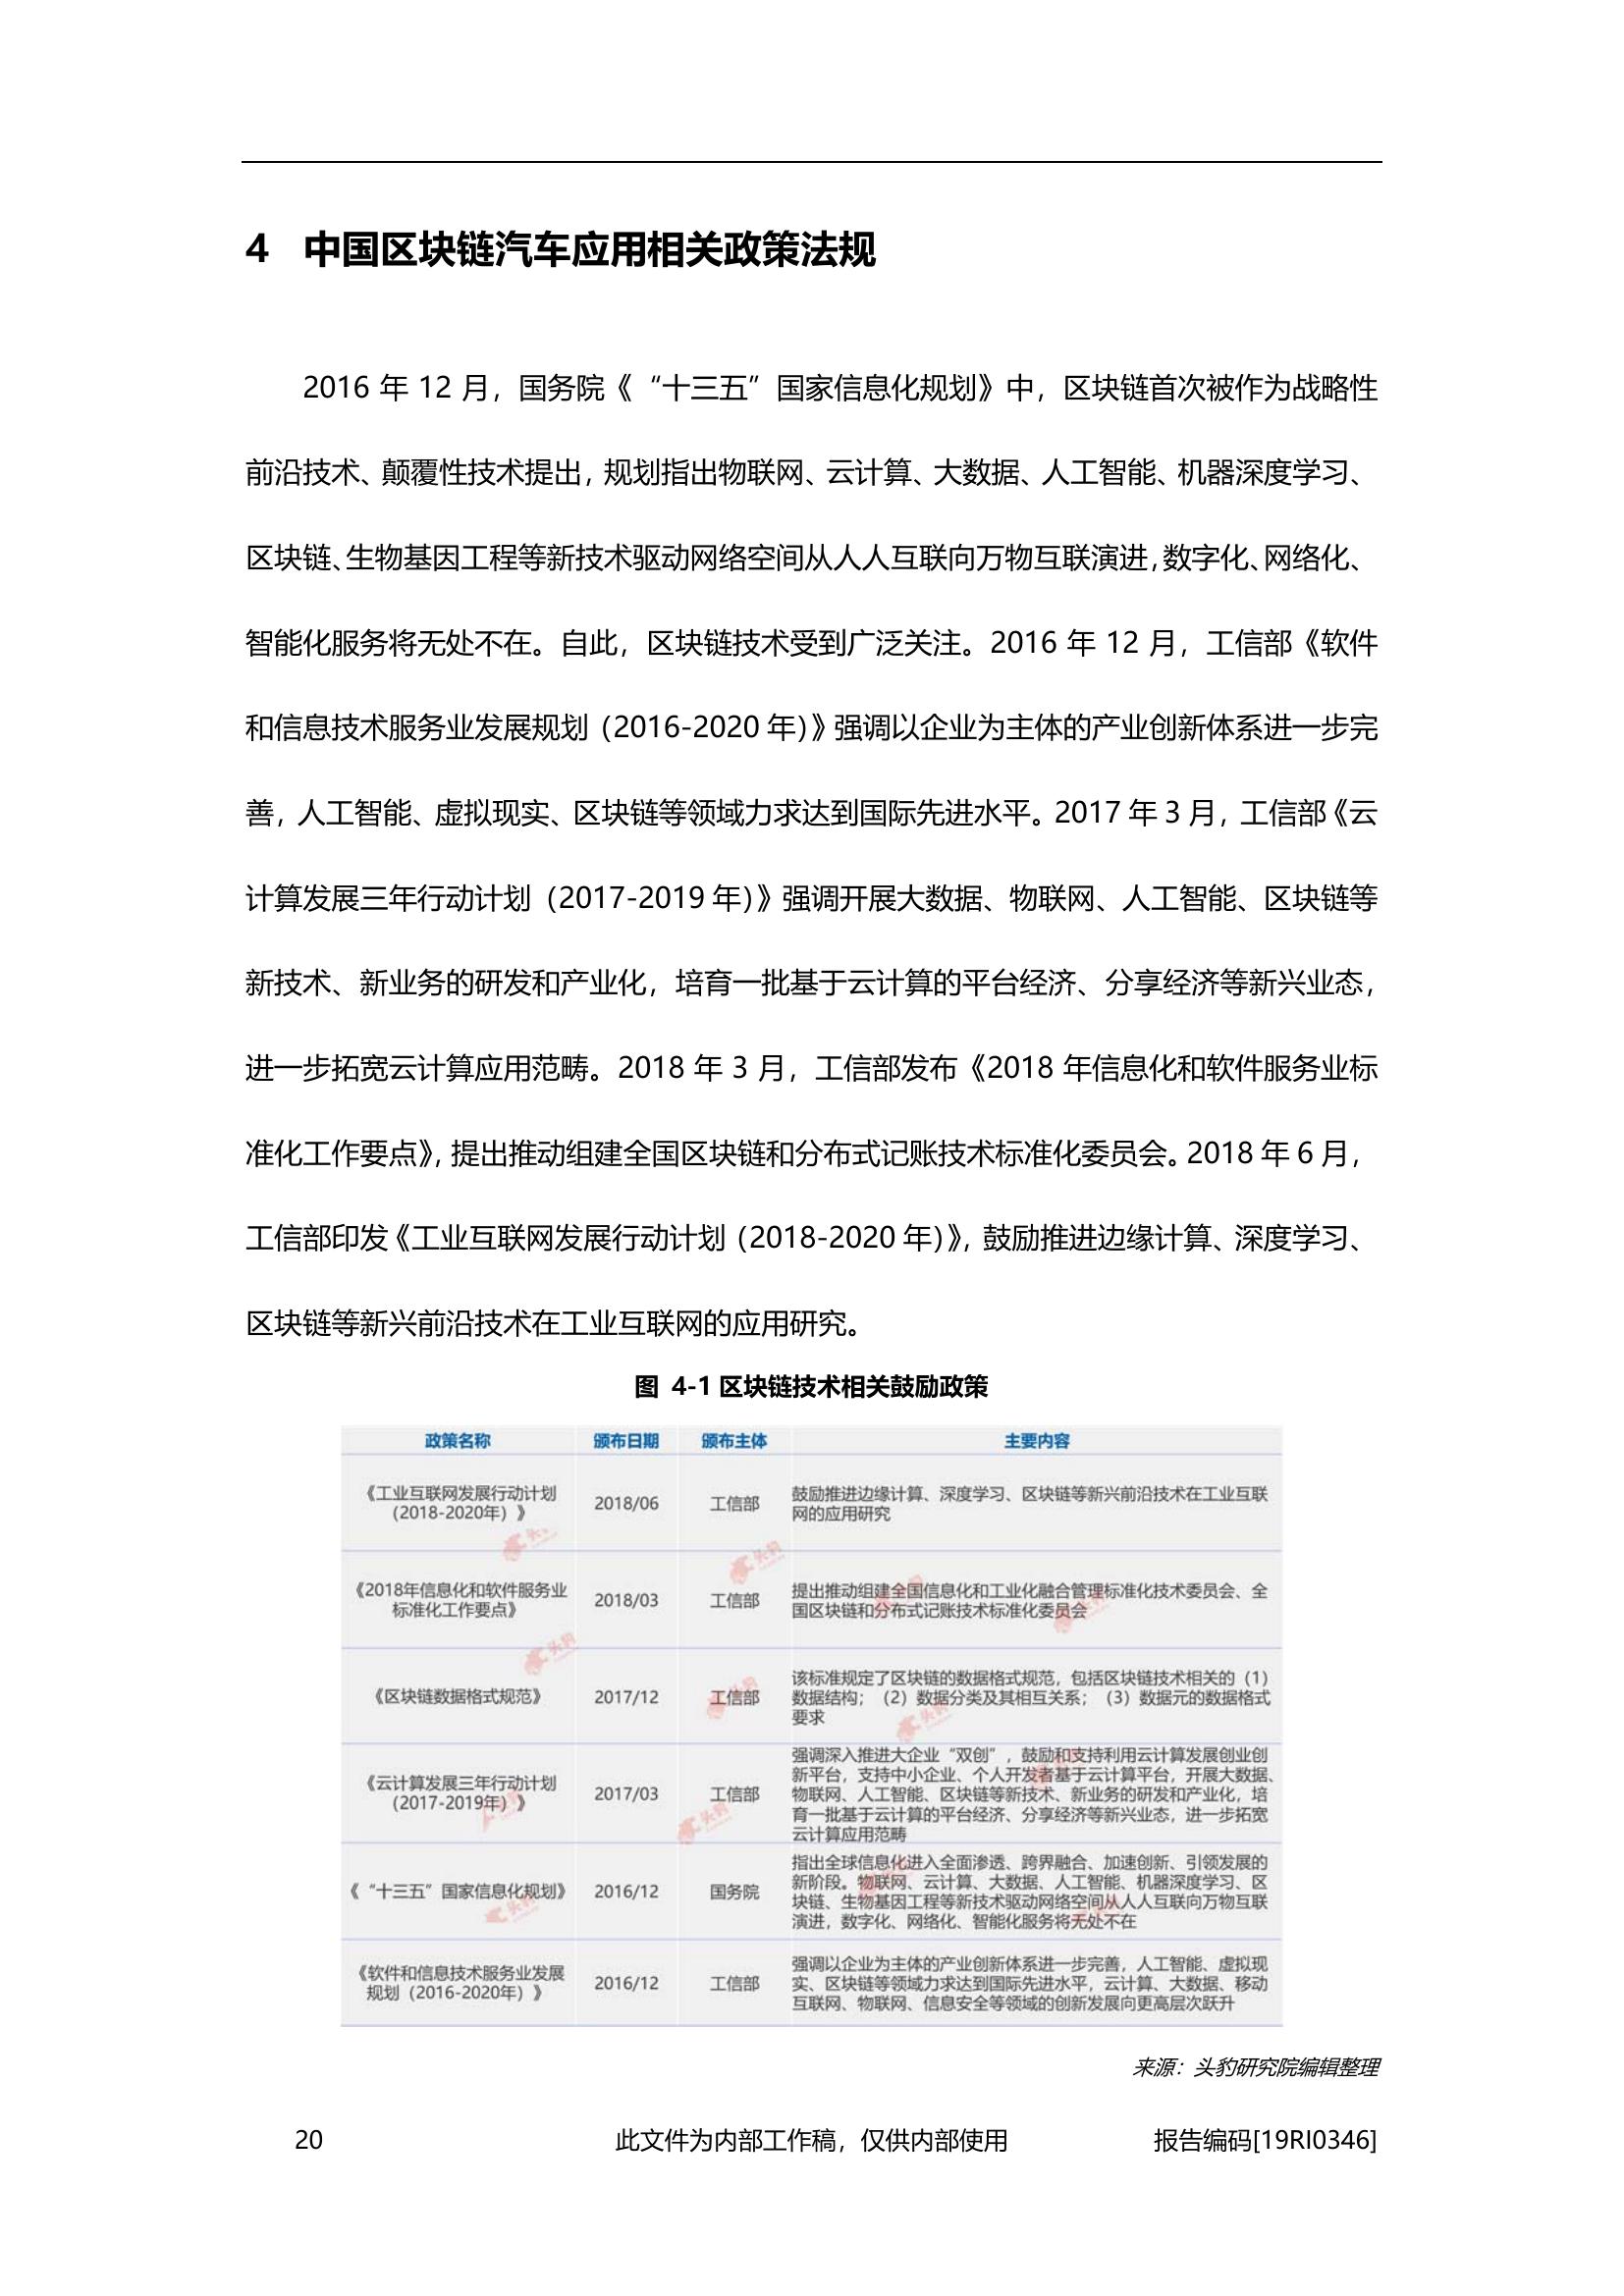 4 中国区块链汽车应用相关政策法规
2016 年 12 月，国务院《“十三五”国家信息化规划》中，区块链首次被作为战略性
前沿技术、颠覆性技术提出，规划指出物联网、云计算、大数据、人工智能、机器深度学习、
区块链、生物基因工程等新技术驱动网络空间从人人互联向万物互联演进，数字化、网络化、
智能化服务将无处不在。自此，区块链技术受到广泛关注。2016 年 12 月，工信部《软件
和信息技术服务业发展规划（2016-2020 年）》强调以企业为主体的产业创新体系进一步完
善，人工智能、虚拟现实、区块链等领域力求达到国际先进水平。2017 年 3 月，工信部《云
计算发展三年行动计划（2017-2019 年）》强调开展大数据、物联网、人工智能、区块链等
新技术、新业务的研发和产业化，培育一批基于云计算的平台经济、分享经济等新兴业态，
进一步拓宽云计算应用范畴。2018 年 3 月，工信部发布《2018 年信息化和软件服务业标
准化工作要点》，提出推动组建全国区块链和分布式记账技术标准化委员会。2018 年 6 月，
工信部印发《工业互联网发展行动计划（2018-2020 年）》，鼓励推进边缘计算、深度学习、
区块链等新兴前沿技术在工业互联网的应用研究。
图 4-1 区块链技术相关鼓励政策
政策名称 颁布日期 颁布主体 主要内容
《工业互联网发展行动计划
（2018-2020年）》
2018/06
工信部
鼓励推进边缘计算、深度学习、区块链等新兴前沿技术在工业互联
网的应用研究
《2018年信息化和软件服务业
标准化工作要点》
2018/03
工信部
提出推动组建全国信息化和工业化融合管理标准化技术委员会、全
国区块链和分布式记账技术标准化委员会
《区块链数据格式规范》
2017/12
工信部
该标准规定了区块链的数据格式规范，包括区块链技术相关的（1）
数据结构；（2）数据分类及其相互关系；（3）数据元的数据格式
要求
《云计算发展三年行动计划
（2017-2019年）》
2017/03
工信部
强调深入推进大企业“双创”，鼓励和支持利用云计算发展创业创
新平台，支持中小企业、个人开发者基于云计算平台，开展大数据、
物联网、人工智能、区块链等新技术、新业务的研发和产业化，培
育一批基于云计算的平台经济、分享经济等新兴业态，进一步拓宽
云计算应用范畴
《“十三五”国家信息化规划》
2016/12
国务院
指出全球信息化进入全面渗透、跨界融合、加速创新、引领发展的
新阶段。物联网、云计算、大数据、人工智能、机器深度学习、区
块链、生物基因工程等新技术驱动网络空间从人人互联向万物互联
演进，数字化、网络化、智能化服务将无处不在
《软件和信息技术服务业发展
规划（2016-2020年）》
2016/12
工信部
强调以企业为主体的产业创新体系进一步完善，人工智能、虚拟现
实、区块链等领域力求达到国际先进水平，云计算、大数据、移动
互联网、物联网、信息安全等领域的创新发展向更高层次跃升
来源：头豹研究院编辑整理
20 此文件为内部工作稿，仅供内部使用 报告编码[19RI0346]